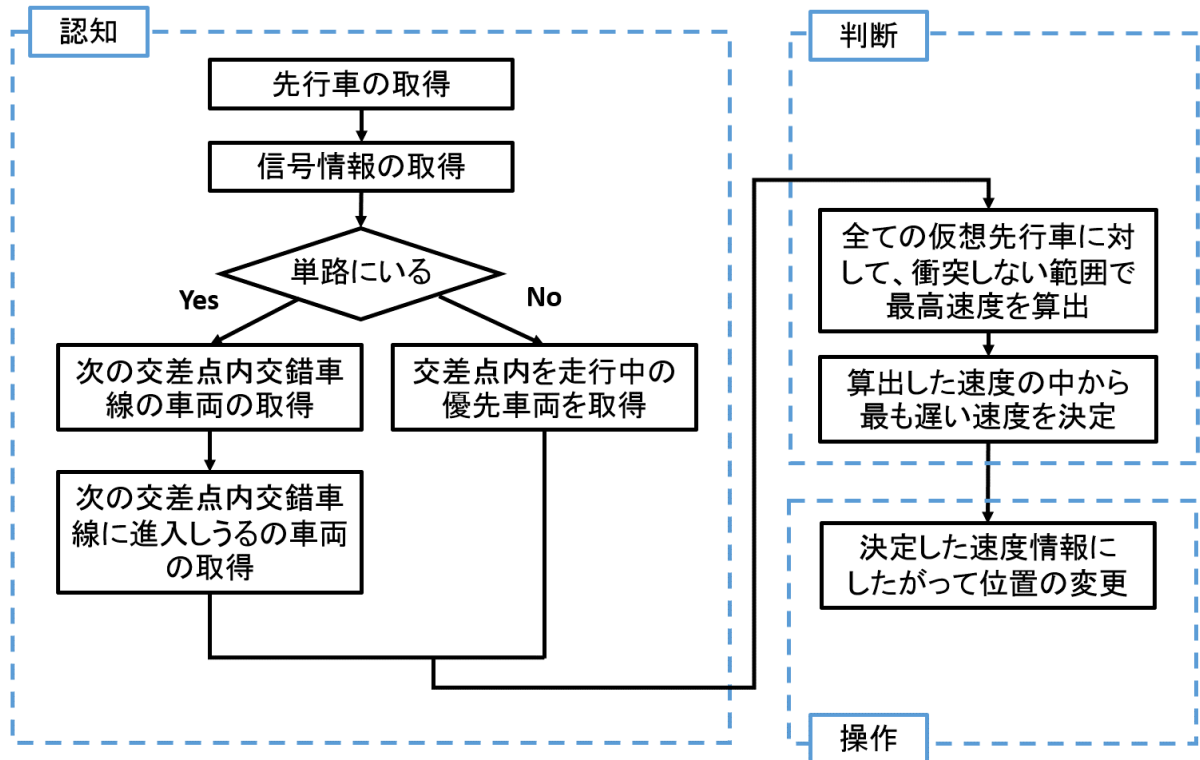 認知
先行車の取得
信号情報の取得
単路にいる
Yes
No
次の交差点内交錯車
線の車両の取得
交差点内を走行中の
優先車両を取得
次の交差点内交錯車
線に進入しうるの車両
の取得
判断
全ての仮想先行車に対
して、衝突しない範囲で
最高速度を算出
算出した速度の中から
最も遅い速度を決定
決定した速度情報に
したがって位置の変更
操作